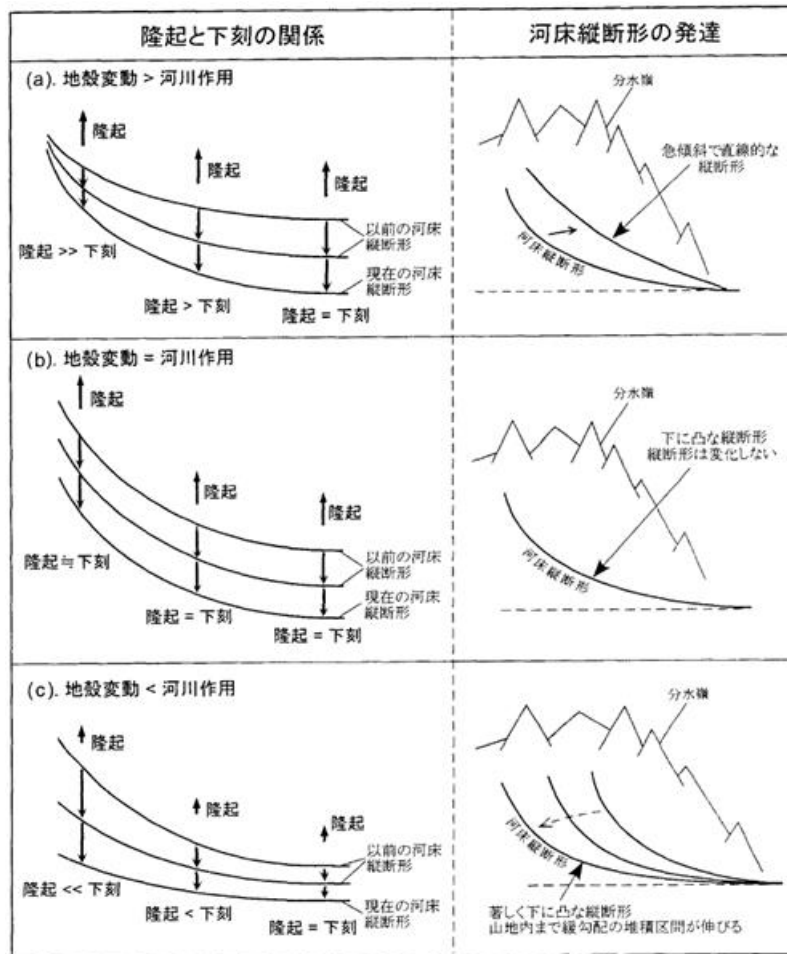 隆起と下刻の関係
河床縦断形の発達
(a). 地殻変動 > 河川作用
隆起
隆起
隆起
以前の河床
縦断形
現在の河床
縦断形
隆起 >> 下刻
隆起 > 下刻
隆起 = 下刻
分水嶺
急傾斜で直線的な
縦断形
河床縦断形
(b). 地殻変動 = 河川作用
隆起
隆起
隆起
以前の河床
縦断形
現在の河床
縦断形
隆起≒下刻
隆起 = 下刻
隆起 = 下刻
分水嶺
下に凸な縦断形
縦断形は変化しない
河床縦断形
(c). 地殻変動 < 河川作用
隆起
隆起
隆起
以前の河床
縦断形
現在の河床
縦断形
隆起 << 下刻
隆起 < 下刻
隆起 = 下刻
分水嶺
河床縦断形
著しく下に凸な縦断形
山地内まで緩勾配の堆積区間が伸びる